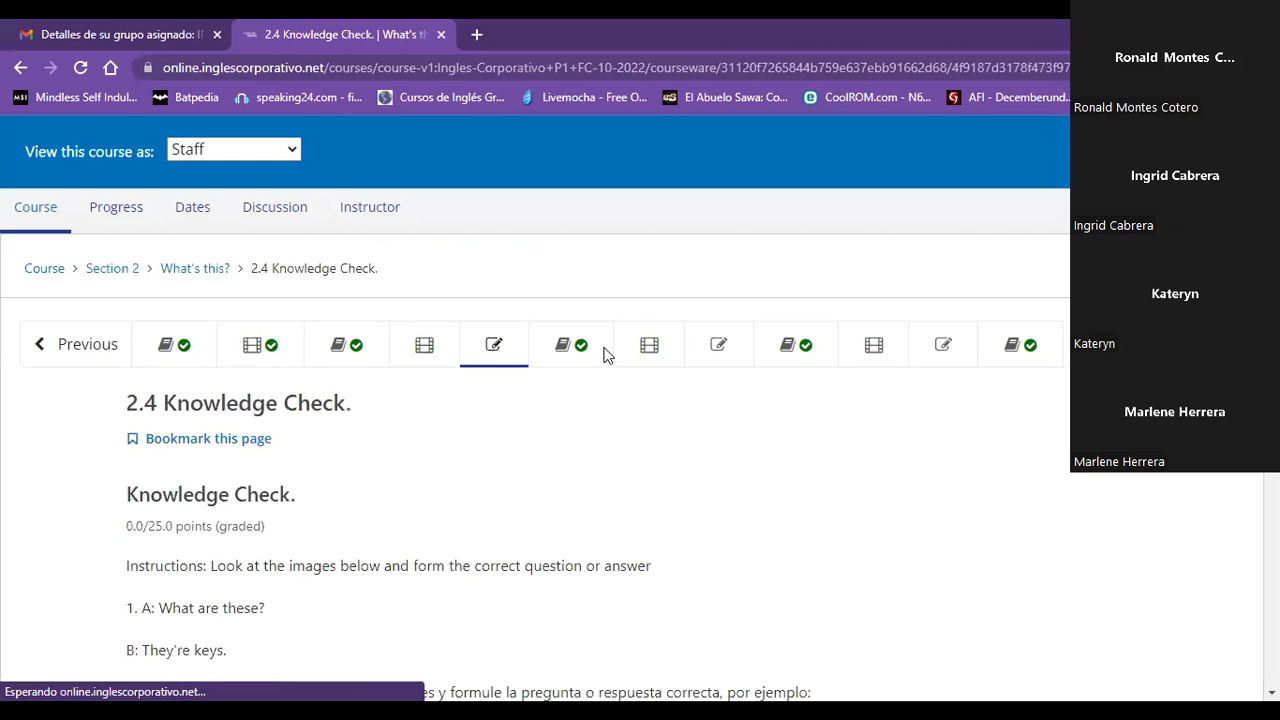 Detalles de su grupo asignado: I
2.4 Knowledge Check. | What's th
online.inglescorporativo.net/courses/course-v1:Ingles-Corporativo+P1+FC-10-2022/courseware/31120f7265844b759e637ebb91662d68/4f9187d3178f473f97
Mindless Self Indul...
Batpedia
speaking24.com - fi...
Cursos de Inglés Gr...
Livemocha - Free O...
El Abuelo Sawa: Co...
CoolROM.com - N6...
AFI - Decemberund...
View this course as: Staff
Course Progress Dates Discussion Instructor
Course > Section 2 > What's this? > 2.4 Knowledge Check.
Previous
2.4 Knowledge Check.
Bookmark this page
Knowledge Check.
0.0/25.0 points (graded)
Instructions: Look at the images below and form the correct question or answer
1. A: What are these?
B: They're keys.
es y formule la pregunta o respuesta correcta, por ejemplo:
Esperando online.inglescorporativo.net...
Ronald Montes C...
Ronald Montes Cotero
Ingrid Cabrera
Ingrid Cabrera
Kateryn
Kateryn
Marlene Herrera
Marlene Herrera